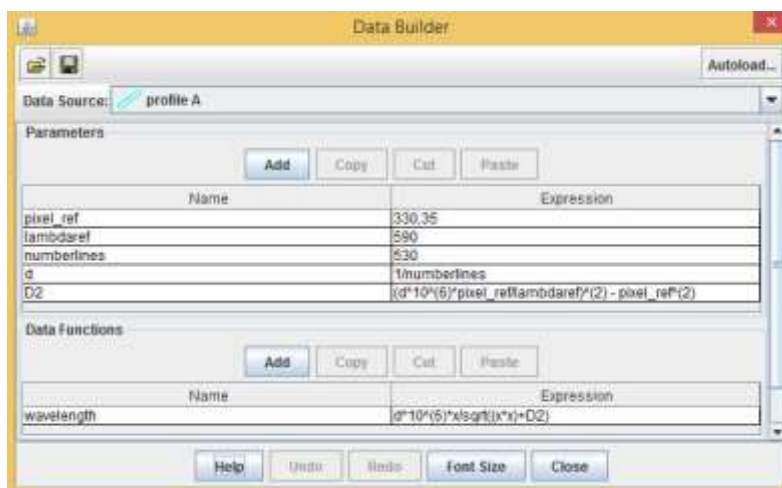 Data Builder
Autoload...
Data Source: profile A
Parameters
Add Copy Cut Paste
Name Expression
pixel_ref 330,35
lambdaref 590
numberlines 530
d 1/numberlines
D2 (d*10^(6)*pixel_ref/lambdaref)^(2) - pixel_ref^(2)
Data Functions
Add Copy Cut Paste
Name Expression
wavelength d*10^(6)*x/sqrt((x*x)+D2)
Help Undo Redo Font Size Close